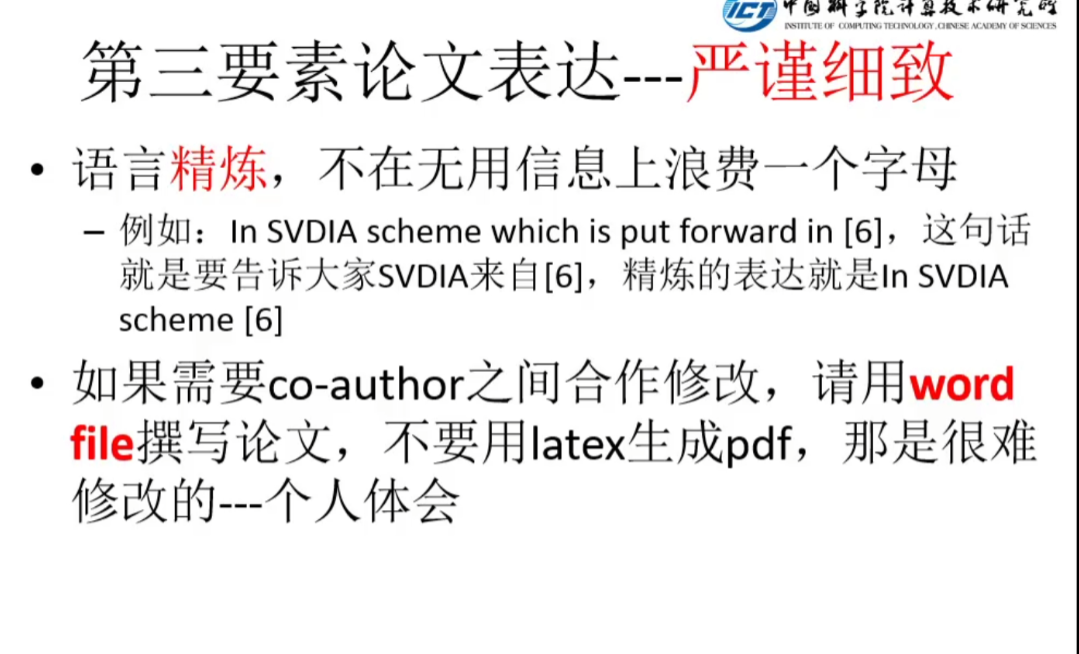 中国科学院计算技术研究所
INSTITUTE OF COMPUTING TECHNOLOGY, CHINESE ACADEMY OF SCIENCES
ICT
第三要素论文表达---严谨细致
• 语言精炼，不在无用信息上浪费一个字母
– 例如：In SVDIA scheme which is put forward in [6]，这句话
就是要告诉大家SVDIA来自[6]，精炼的表达就是In SVDIA
scheme [6]
• 如果需要co-author之间合作修改，请用word
file撰写论文，不要用latex生成pdf，那是很难
修改的---个人体会